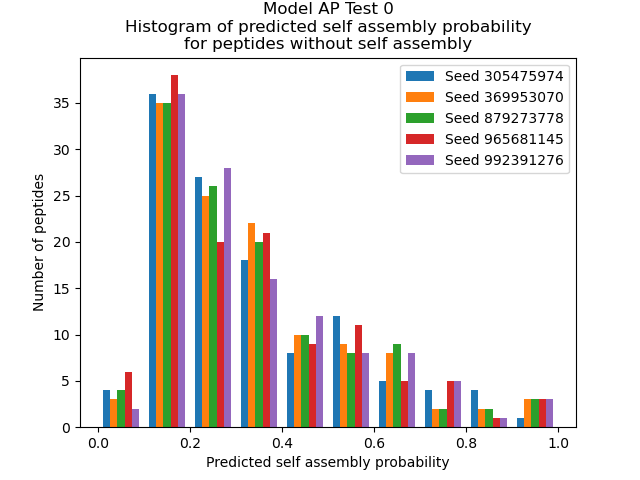 Model AP Test 0
Histogram of predicted self assembly probability
for peptides without self assembly
Seed 305475974
Seed 369953070
Seed 879273778
Seed 965681145
Seed 992391276
Number of peptides
35
30
25
20
15
10
5
0
0.0 0.2 0.4 0.6 0.8 1.0
Predicted self assembly probability